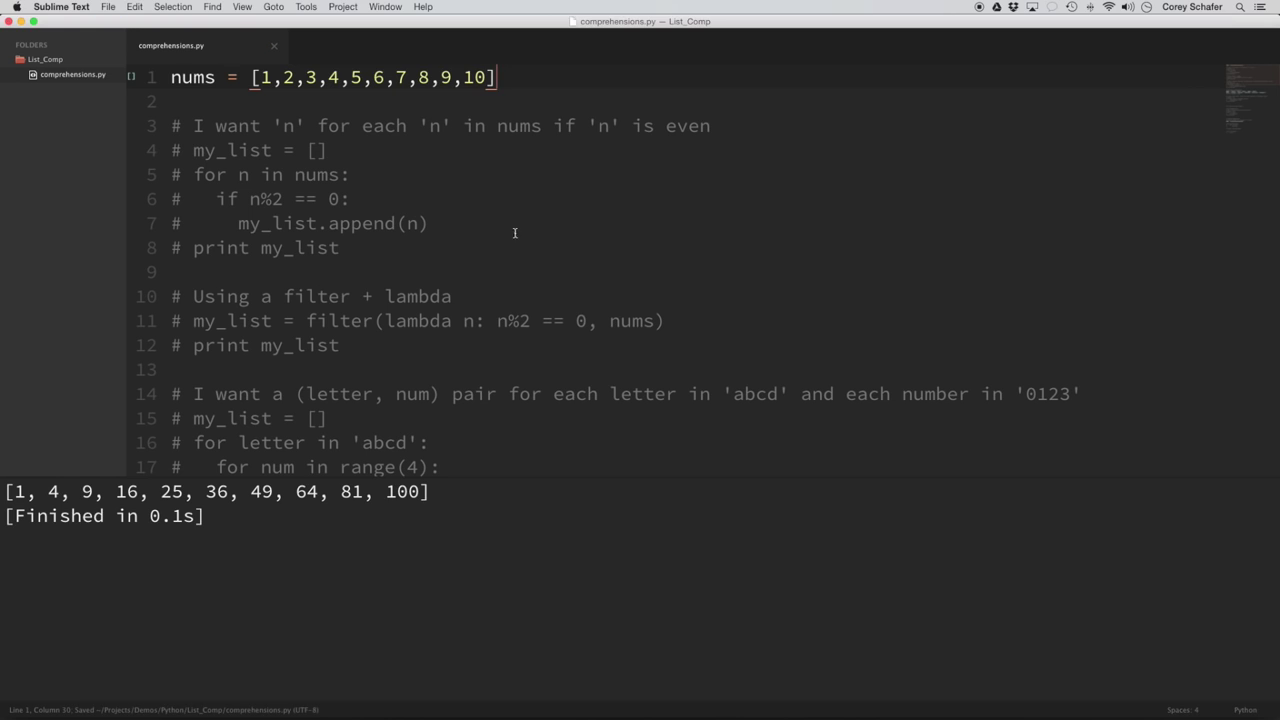 Sublime Text File Edit Selection Find View Goto Tools Project Window Help Corey Schafer
comprehensions.py — List_Comp
FOLDERS
List_Comp
comprehensions.py
comprehensions.py
1 nums = [1,2,3,4,5,6,7,8,9,10]
2
3 # I want 'n' for each 'n' in nums if 'n' is even
4 # my_list = []
5 # for n in nums:
6 #   if n%2 == 0:
7 #     my_list.append(n)
8 # print my_list
9
10 # Using a filter + lambda
11 # my_list = filter(lambda n: n%2 == 0, nums)
12 # print my_list
13
14 # I want a (letter, num) pair for each letter in 'abcd' and each number in '0123'
15 # my_list = []
16 # for letter in 'abcd':
17 #   for num in range(4):
[1, 4, 9, 16, 25, 36, 49, 64, 81, 100]
[Finished in 0.1s]
Line 1, Column 30; Saved ~/Projects/Demos/Python/List_Comp/comprehensions.py (UTF-8) Spaces: 4 Python